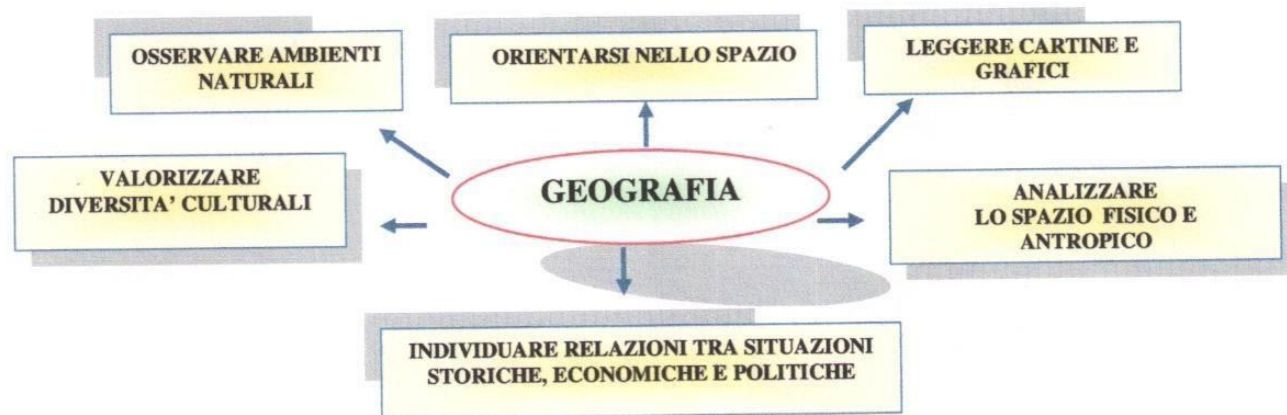 OSSERVARE AMBIENTI
NATURALI
ORIENTARSI NELLO SPAZIO
LEGGERE CARTINE E
GRAFICI
VALORIZZARE
DIVERSITA’ CULTURALI
GEOGRAFIA
ANALIZZARE
LO SPAZIO FISICO E
ANTROPICO
INDIVIDUARE RELAZIONI TRA SITUAZIONI
STORICHE, ECONOMICHE E POLITICHE